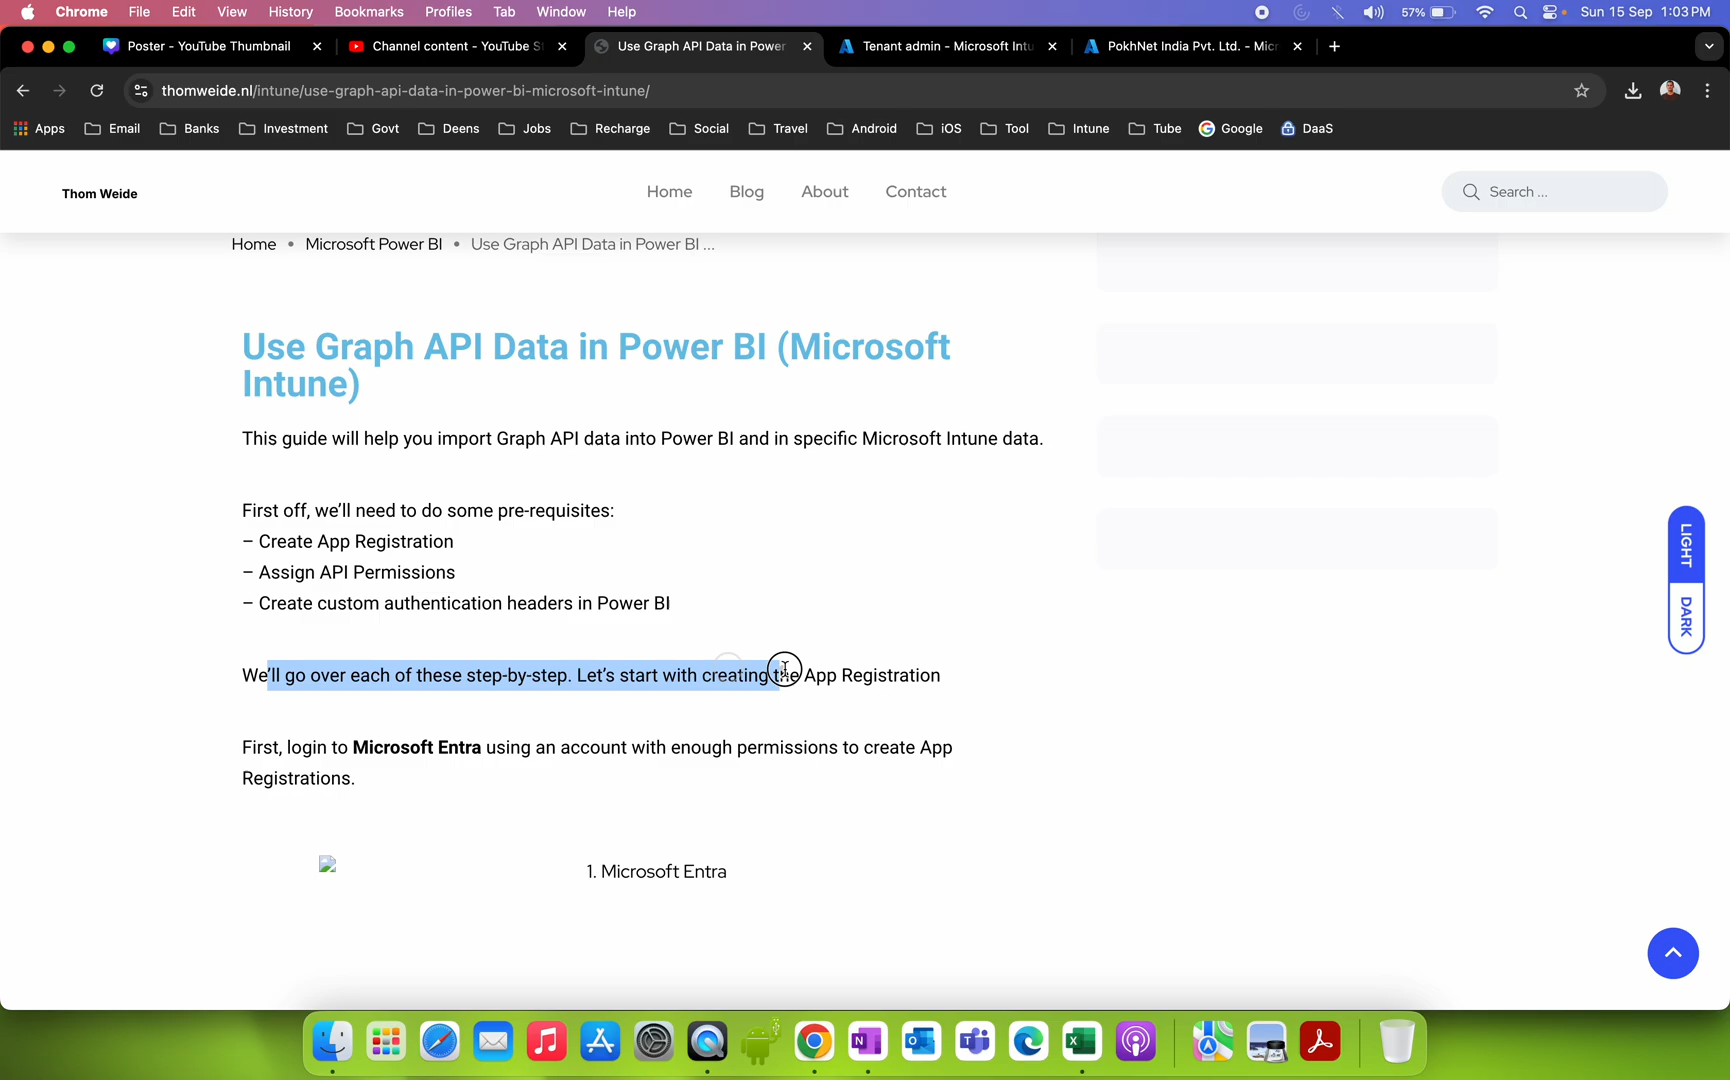 Chrome File Edit View History Bookmarks Profiles Tab Window Help 57% Sun 15 Sep 1:03 PM
Poster - YouTube Thumbnail Channel content - YouTube S Use Graph API Data in Power Tenant admin - Microsoft Intu PokhNet India Pvt. Ltd. - Micr
thomweide.nl/intune/use-graph-api-data-in-power-bi-microsoft-intune/
Apps Email Banks Investment Govt Deens Jobs Recharge Social Travel Android iOS Tool Intune Tube Google DaaS
Thom Weide Home Blog About Contact Search ...
Home • Microsoft Power BI • Use Graph API Data in Power BI ...
Use Graph API Data in Power BI (Microsoft
Intune)
This guide will help you import Graph API data into Power BI and in specific Microsoft Intune data.
First off, we’ll need to do some pre-requisites:
– Create App Registration
– Assign API Permissions
– Create custom authentication headers in Power BI
We’ll go over each of these step-by-step. Let’s start with creating the App Registration
First, login to Microsoft Entra using an account with enough permissions to create App
Registrations.
1. Microsoft Entra
LIGHT
DARK